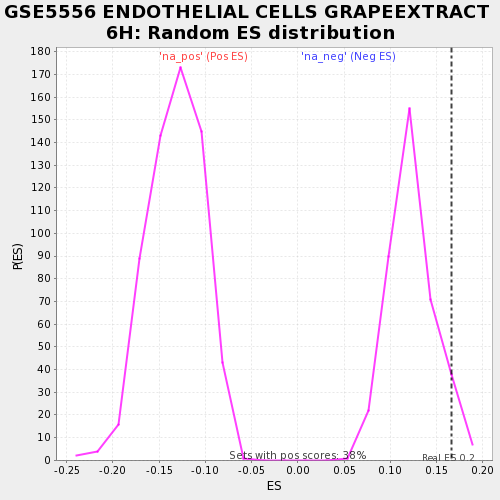 GSE5556 ENDOTHELIAL CELLS GRAPEEXTRACT
6H: Random ES distribution
'na_pos' (Pos ES) 'na_neg' (Neg ES)
180
170
160
150
140
130
120
110
100
90
80
70
60
50
40
30
20
10
0
P(ES)
Sets with pos scores: 38%
Real ES 0.2
-0.25 -0.20 -0.15 -0.10 -0.05 0.00 0.05 0.10 0.15 0.20
ES